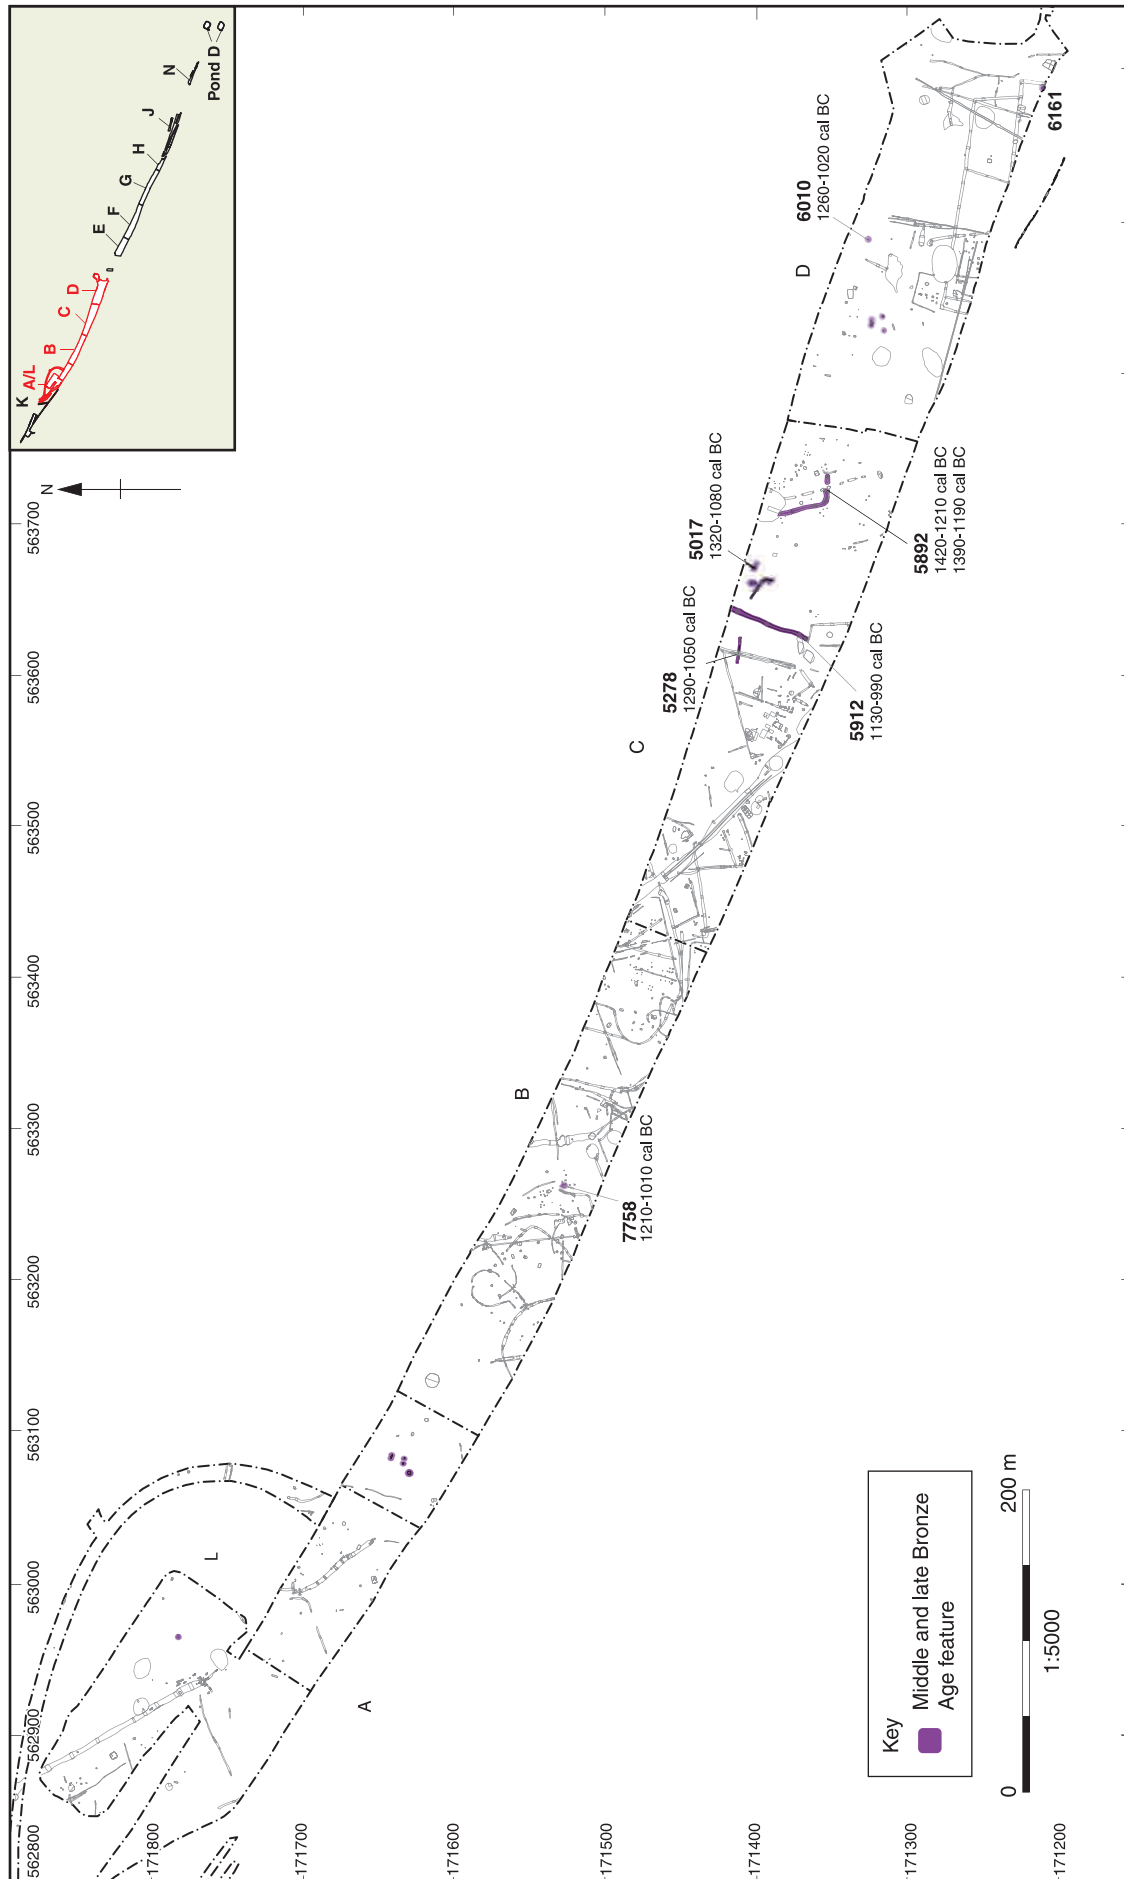 K
A/L
B
C
D
E
F
G
H
J
N
Pond D
N
562800
562900
563000
563100
563200
563300
563400
563500
563600
563700
171800
171700
171600
171500
171400
171300
171200
L
A
B
C
D
7758
1210-1010 cal BC
5278
1290-1050 cal BC
5017
1320-1080 cal BC
5912
1130-990 cal BC
5892
1420-1210 cal BC
1390-1190 cal BC
6010
1260-1020 cal BC
6161
Key
Middle and late Bronze
Age feature
0
200 m
1:5000